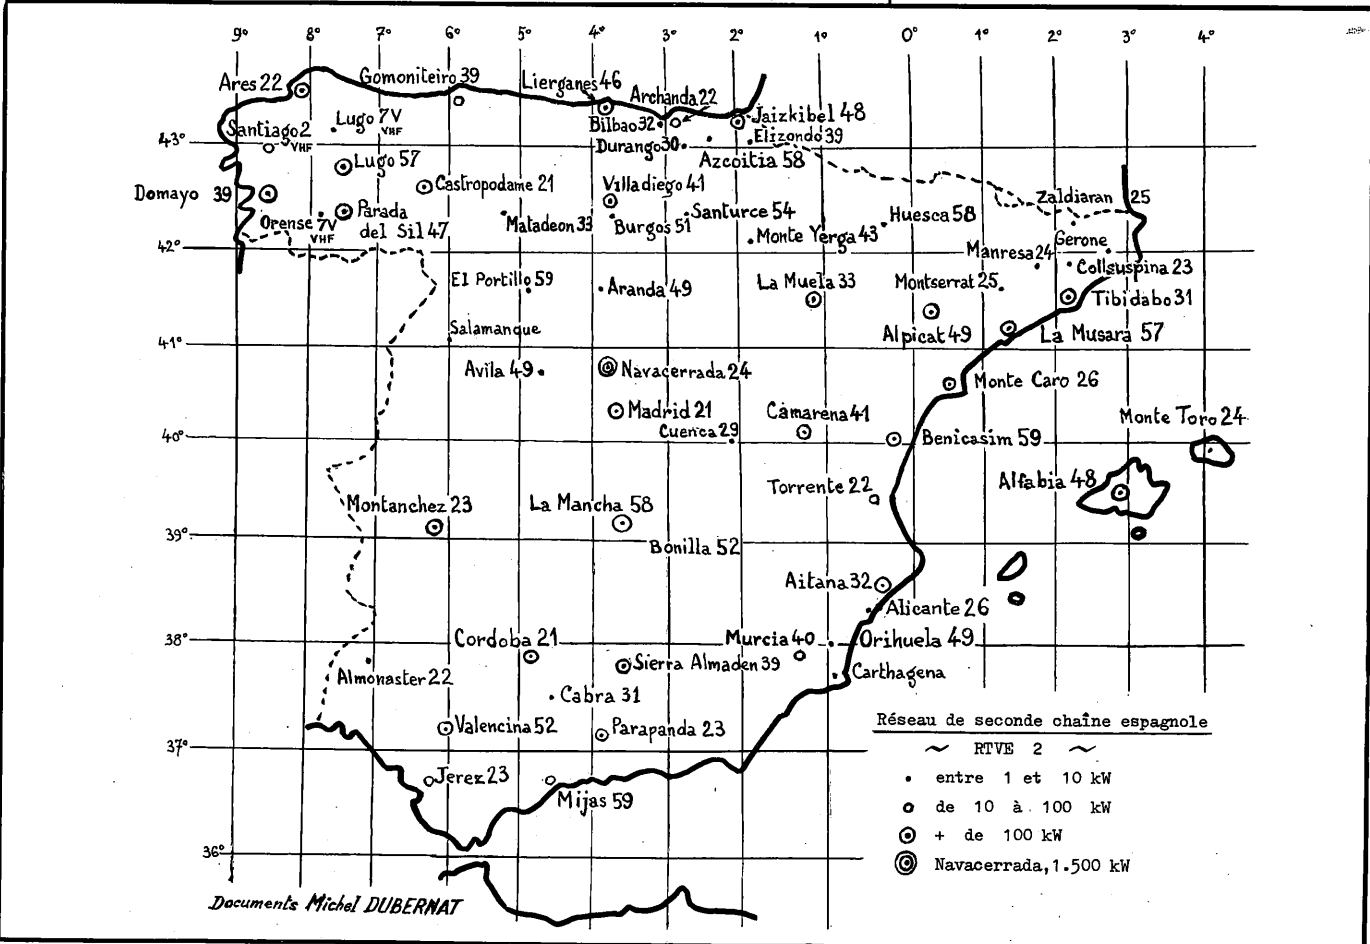 9° 8° 7° 6° 5° 4° 3° 2° 1° 0° 1° 2° 3° 4°
Ares 22
Gomoniteiro 39
Lierganes 46
Archanda 22
Jaizkibel 48
Lugo 7V
VHF
Bilbao 32
Santiago 2
VHF
Elizondo 39
43°
Durango 30
Azcoitia 58
Lugo 57
Castropodame 21
Villadiego 41
Domayo 39
Zaldiaran 25
Orense 7V
VHF
Parada
del Sil 47
Matadeon 33
Burgos 51
Santurce 54
Huesca 58
Monte Yerga 43
Gerone
42°
Manresa 24
Collsuspina 23
El Portillo 59
Aranda 49
La Muela 33
Montserrat 25
Tibidabo 31
Salamanque
Alpicat 49
La Musara 57
41°
Avila 49
Navacerrada 24
Monte Caro 26
Madrid 21
Camarena 41
Monte Toro 24
Cuenca 29
40°
Benicasim 59
Torrente 22
Alfabia 48
Montanchez 23
La Mancha 58
39°
Bonilla 52
Aitana 32
Alicante 26
38°
Cordoba 21
Murcia 40
Orihuela 49
Sierra Almaden 39
Almonaster 22
Carthagena
Cabra 31
Valencina 52
Parapanda 23
37°
Jerez 23
Mijas 59
36°
Réseau de seconde chaîne espagnole
~ RTVE 2 ~
entre 1 et 10 kW
de 10 à 100 kW
+ de 100 kW
Navacerrada, 1.500 kW
Documents Michel DUBERNAT